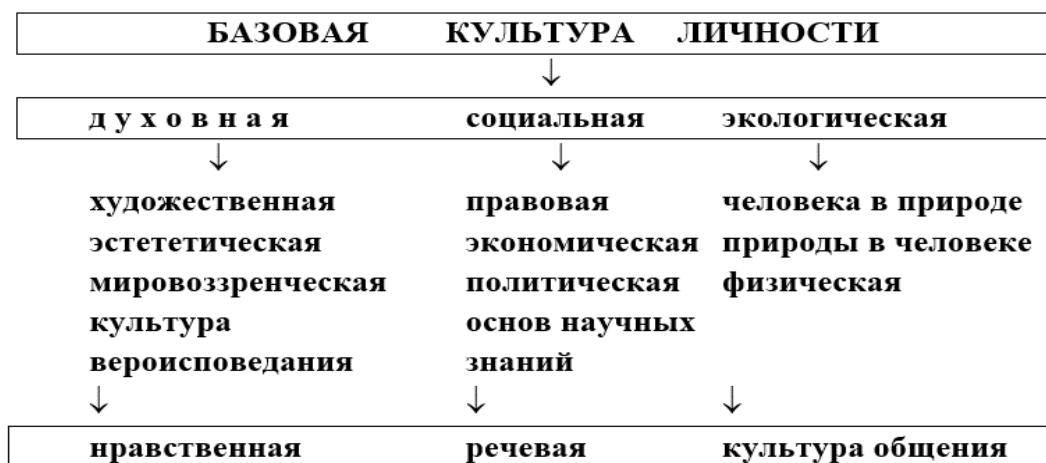 БАЗОВАЯ КУЛЬТУРА ЛИЧНОСТИ
↓
д у х о в н а я социальная экологическая
↓ ↓ ↓
художественная правовая человека в природе
эстететическая экономическая природы в человеке
мировоззренческая политическая физическая
культура основ научных
вероисповедания знаний
↓ ↓ ↓
нравственная речевая культура общения